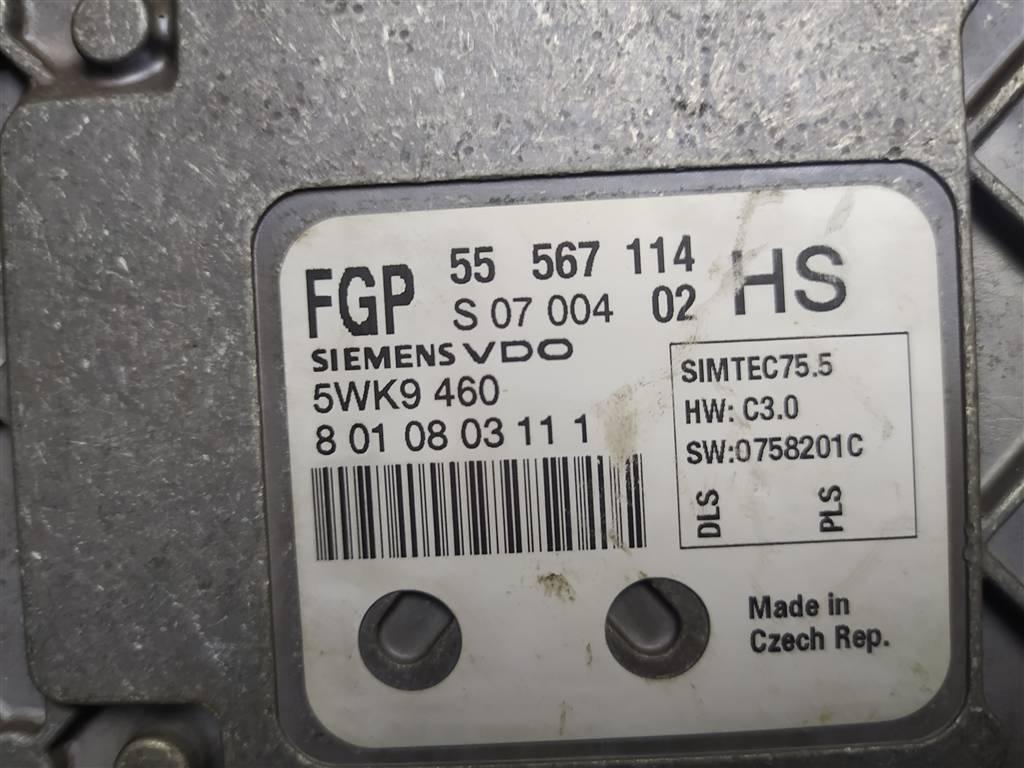 FGP 55 567 114 HS
S 07 004 02
SIEMENS VDO
5WK9 460
8 01 08 03 11 1
SIMTEC75.5
HW: C3.0
SW:0758201C
DLS PLS
Made in
Czech Rep.